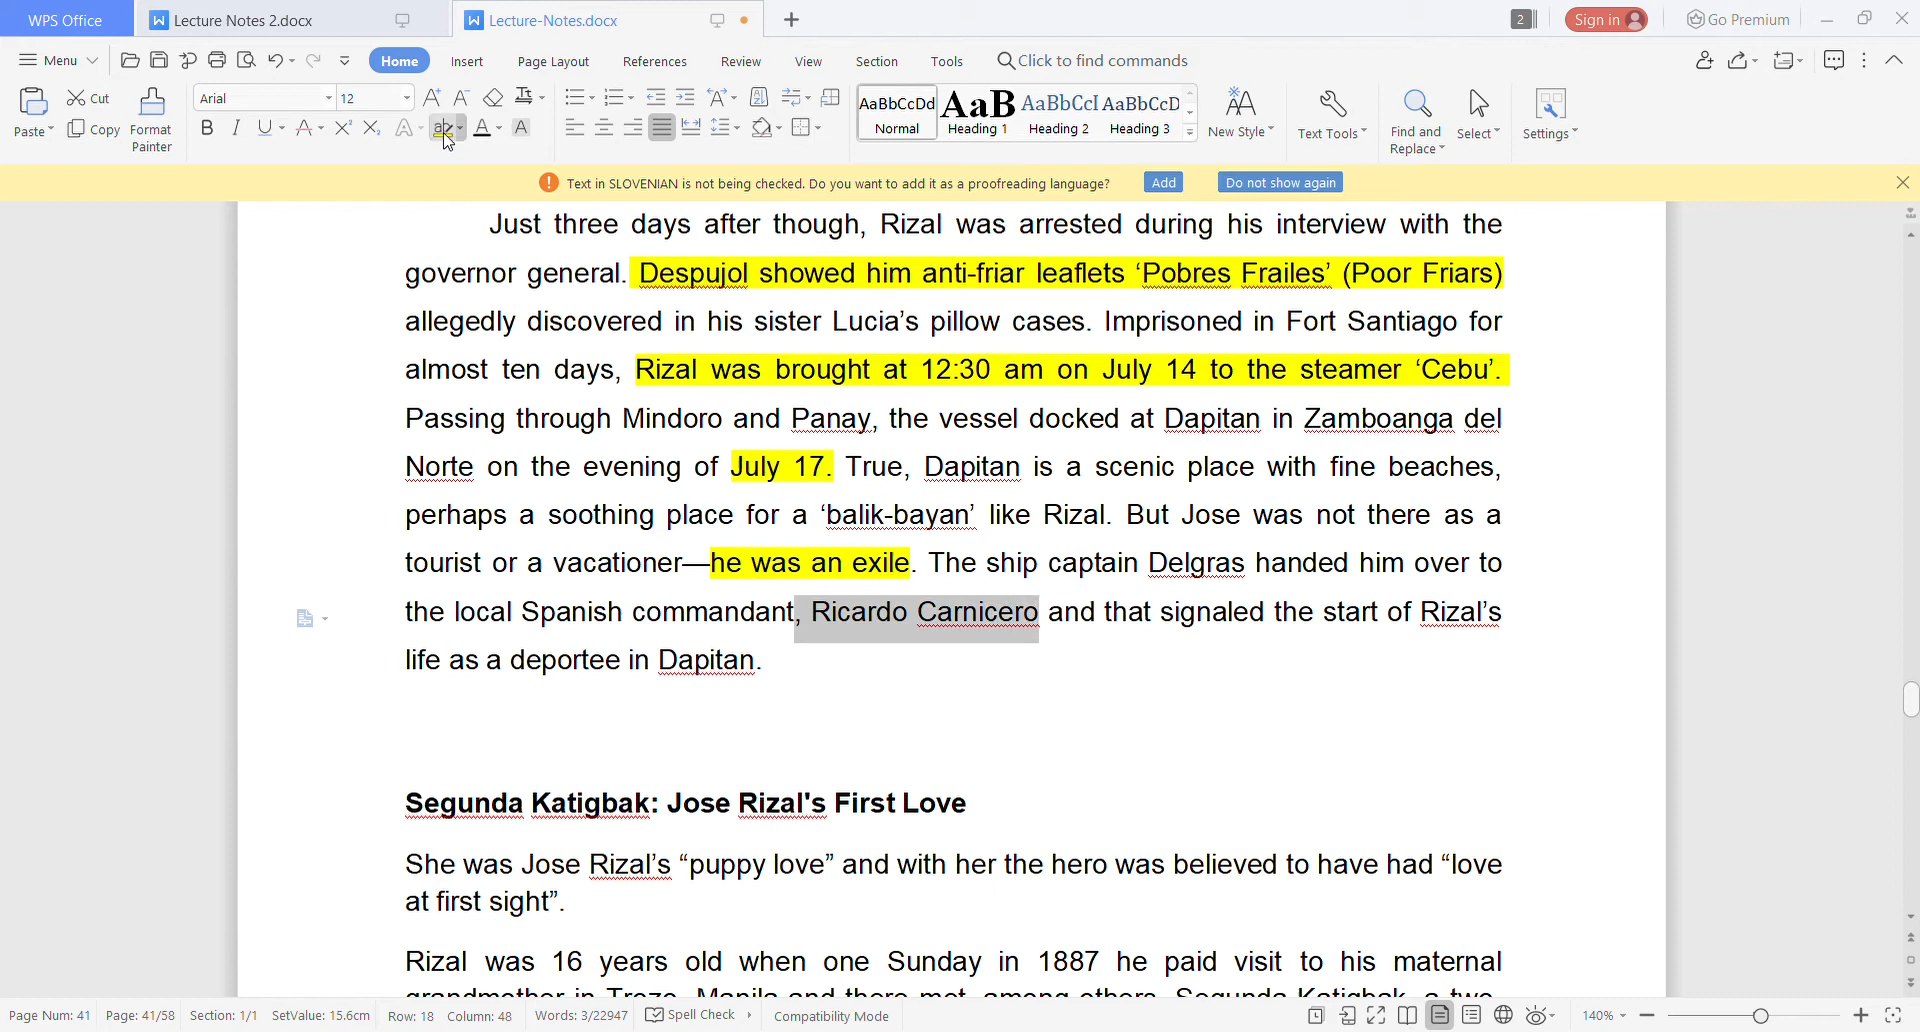 WPS Office
Lecture Notes 2.docx
Lecture-Notes.docx
2
Sign in
Go Premium
Menu
Home
Insert
Page Layout
References
Review
View
Section
Tools
Click to find commands
Paste
Cut
Copy
Format Painter
Arial
12
AaBbCcDd
Normal
AaB
Heading 1
AaBbCcI
Heading 2
AaBbCcD
Heading 3
New Style
Text Tools
Find and Replace
Select
Settings
Text in SLOVENIAN is not being checked. Do you want to add it as a proofreading language?
Add
Do not show again
Just three days after though, Rizal was arrested during his interview with the
governor general. Despujol showed him anti-friar leaflets ‘Pobres Frailes’ (Poor Friars)
allegedly discovered in his sister Lucia’s pillow cases. Imprisoned in Fort Santiago for
almost ten days, Rizal was brought at 12:30 am on July 14 to the steamer ‘Cebu’.
Passing through Mindoro and Panay, the vessel docked at Dapitan in Zamboanga del
Norte on the evening of July 17. True, Dapitan is a scenic place with fine beaches,
perhaps a soothing place for a ‘balik-bayan’ like Rizal. But Jose was not there as a
tourist or a vacationer—he was an exile. The ship captain Delgras handed him over to
the local Spanish commandant, Ricardo Carnicero and that signaled the start of Rizal’s
life as a deportee in Dapitan.
Segunda Katigbak: Jose Rizal's First Love
She was Jose Rizal’s “puppy love” and with her the hero was believed to have had “love
at first sight”.
Rizal was 16 years old when one Sunday in 1887 he paid visit to his maternal
grandmother in Trozo, Manila and there met, among others, Segunda Katigbak, a two-
Page Num: 41
Page: 41/58
Section: 1/1
SetValue: 15.6cm
Row: 18
Column: 48
Words: 3/22947
Spell Check
Compatibility Mode
140%